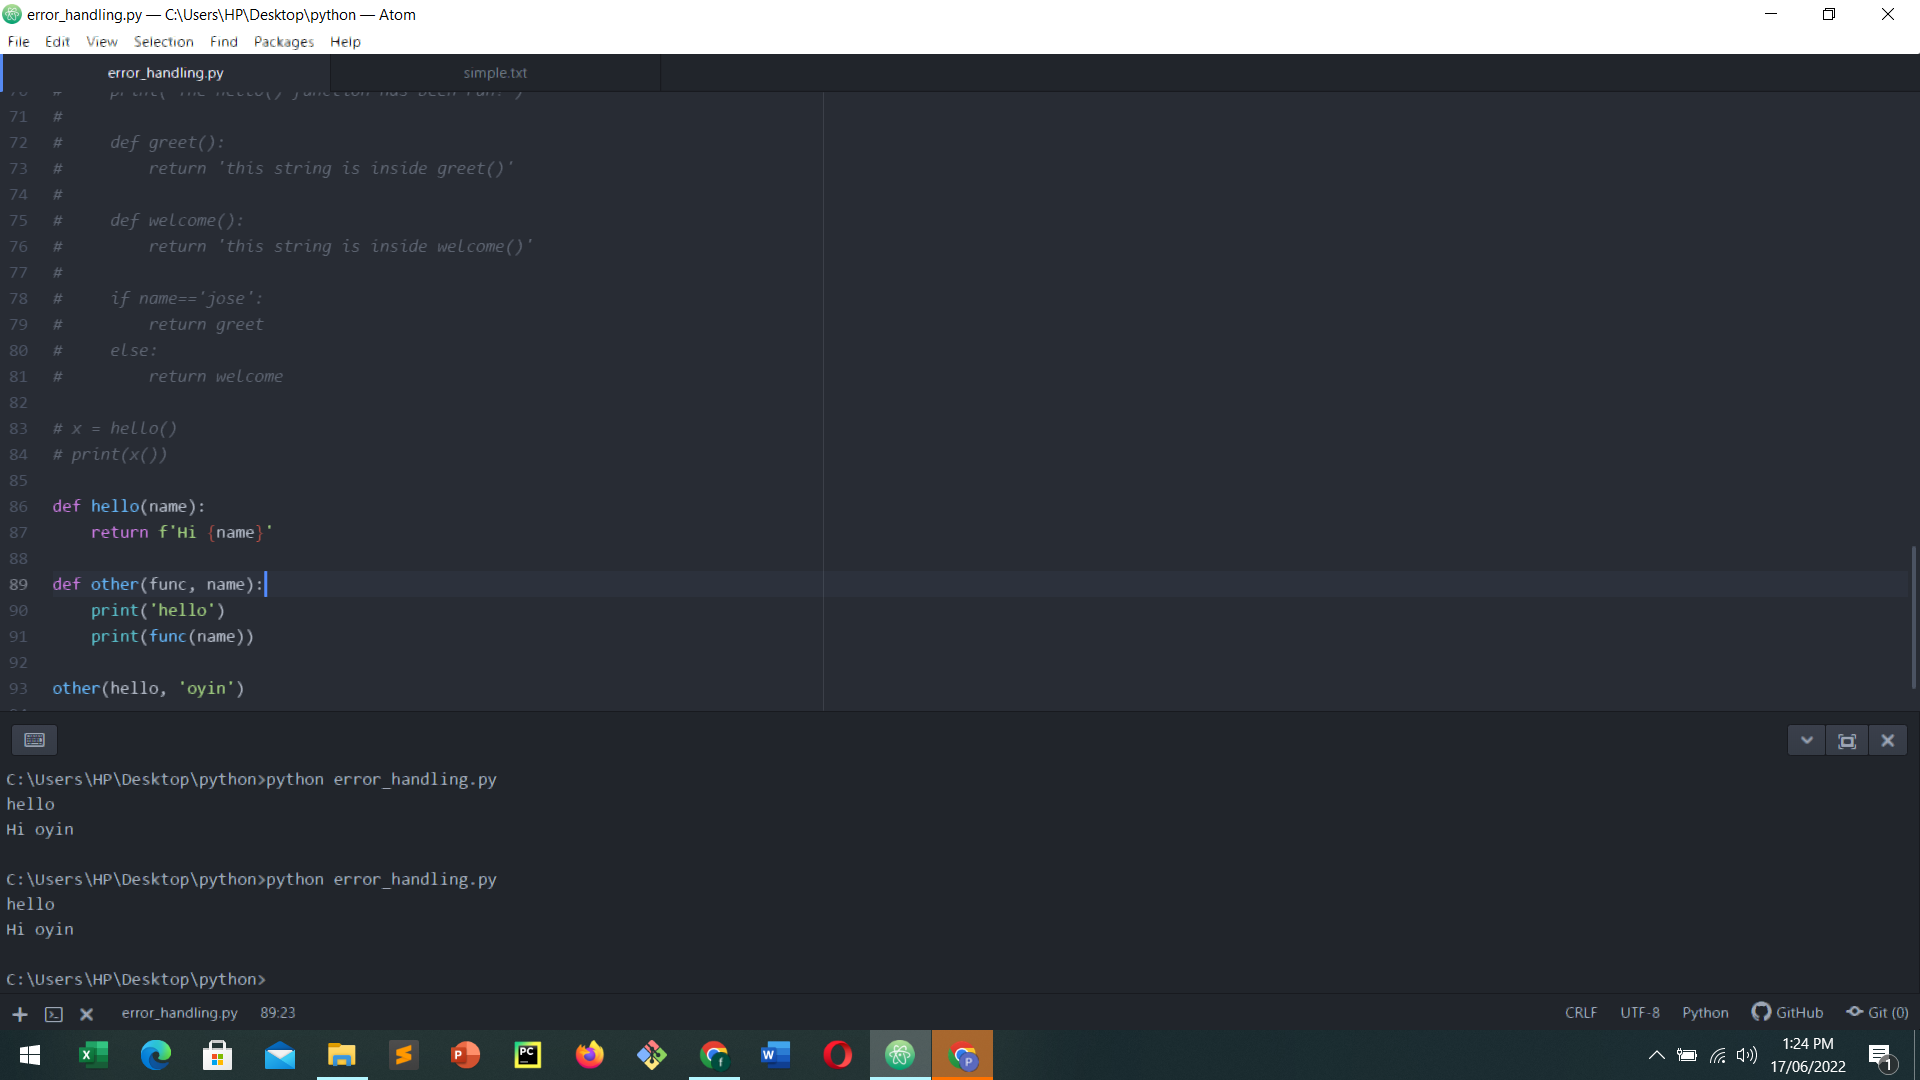 error_handling.py — C:\Users\HP\Desktop\python — Atom
File Edit View Selection Find Packages Help
error_handling.py simple.txt
71 #
72 #     def greet():
73 #         return 'this string is inside greet()'
74 #
75 #     def welcome():
76 #         return 'this string is inside welcome()'
77 #
78 #     if name=='jose':
79 #         return greet
80 #     else:
81 #         return welcome
82
83 # x = hello()
84 # print(x())
85
86 def hello(name):
87     return f'Hi {name}'
88
89 def other(func, name):
90     print('hello')
91     print(func(name))
92
93 other(hello, 'oyin')
C:\Users\HP\Desktop\python>python error_handling.py
hello
Hi oyin
C:\Users\HP\Desktop\python>python error_handling.py
hello
Hi oyin
C:\Users\HP\Desktop\python>
error_handling.py 89:23 CRLF UTF-8 Python GitHub Git (0)
1:24 PM
17/06/2022
1